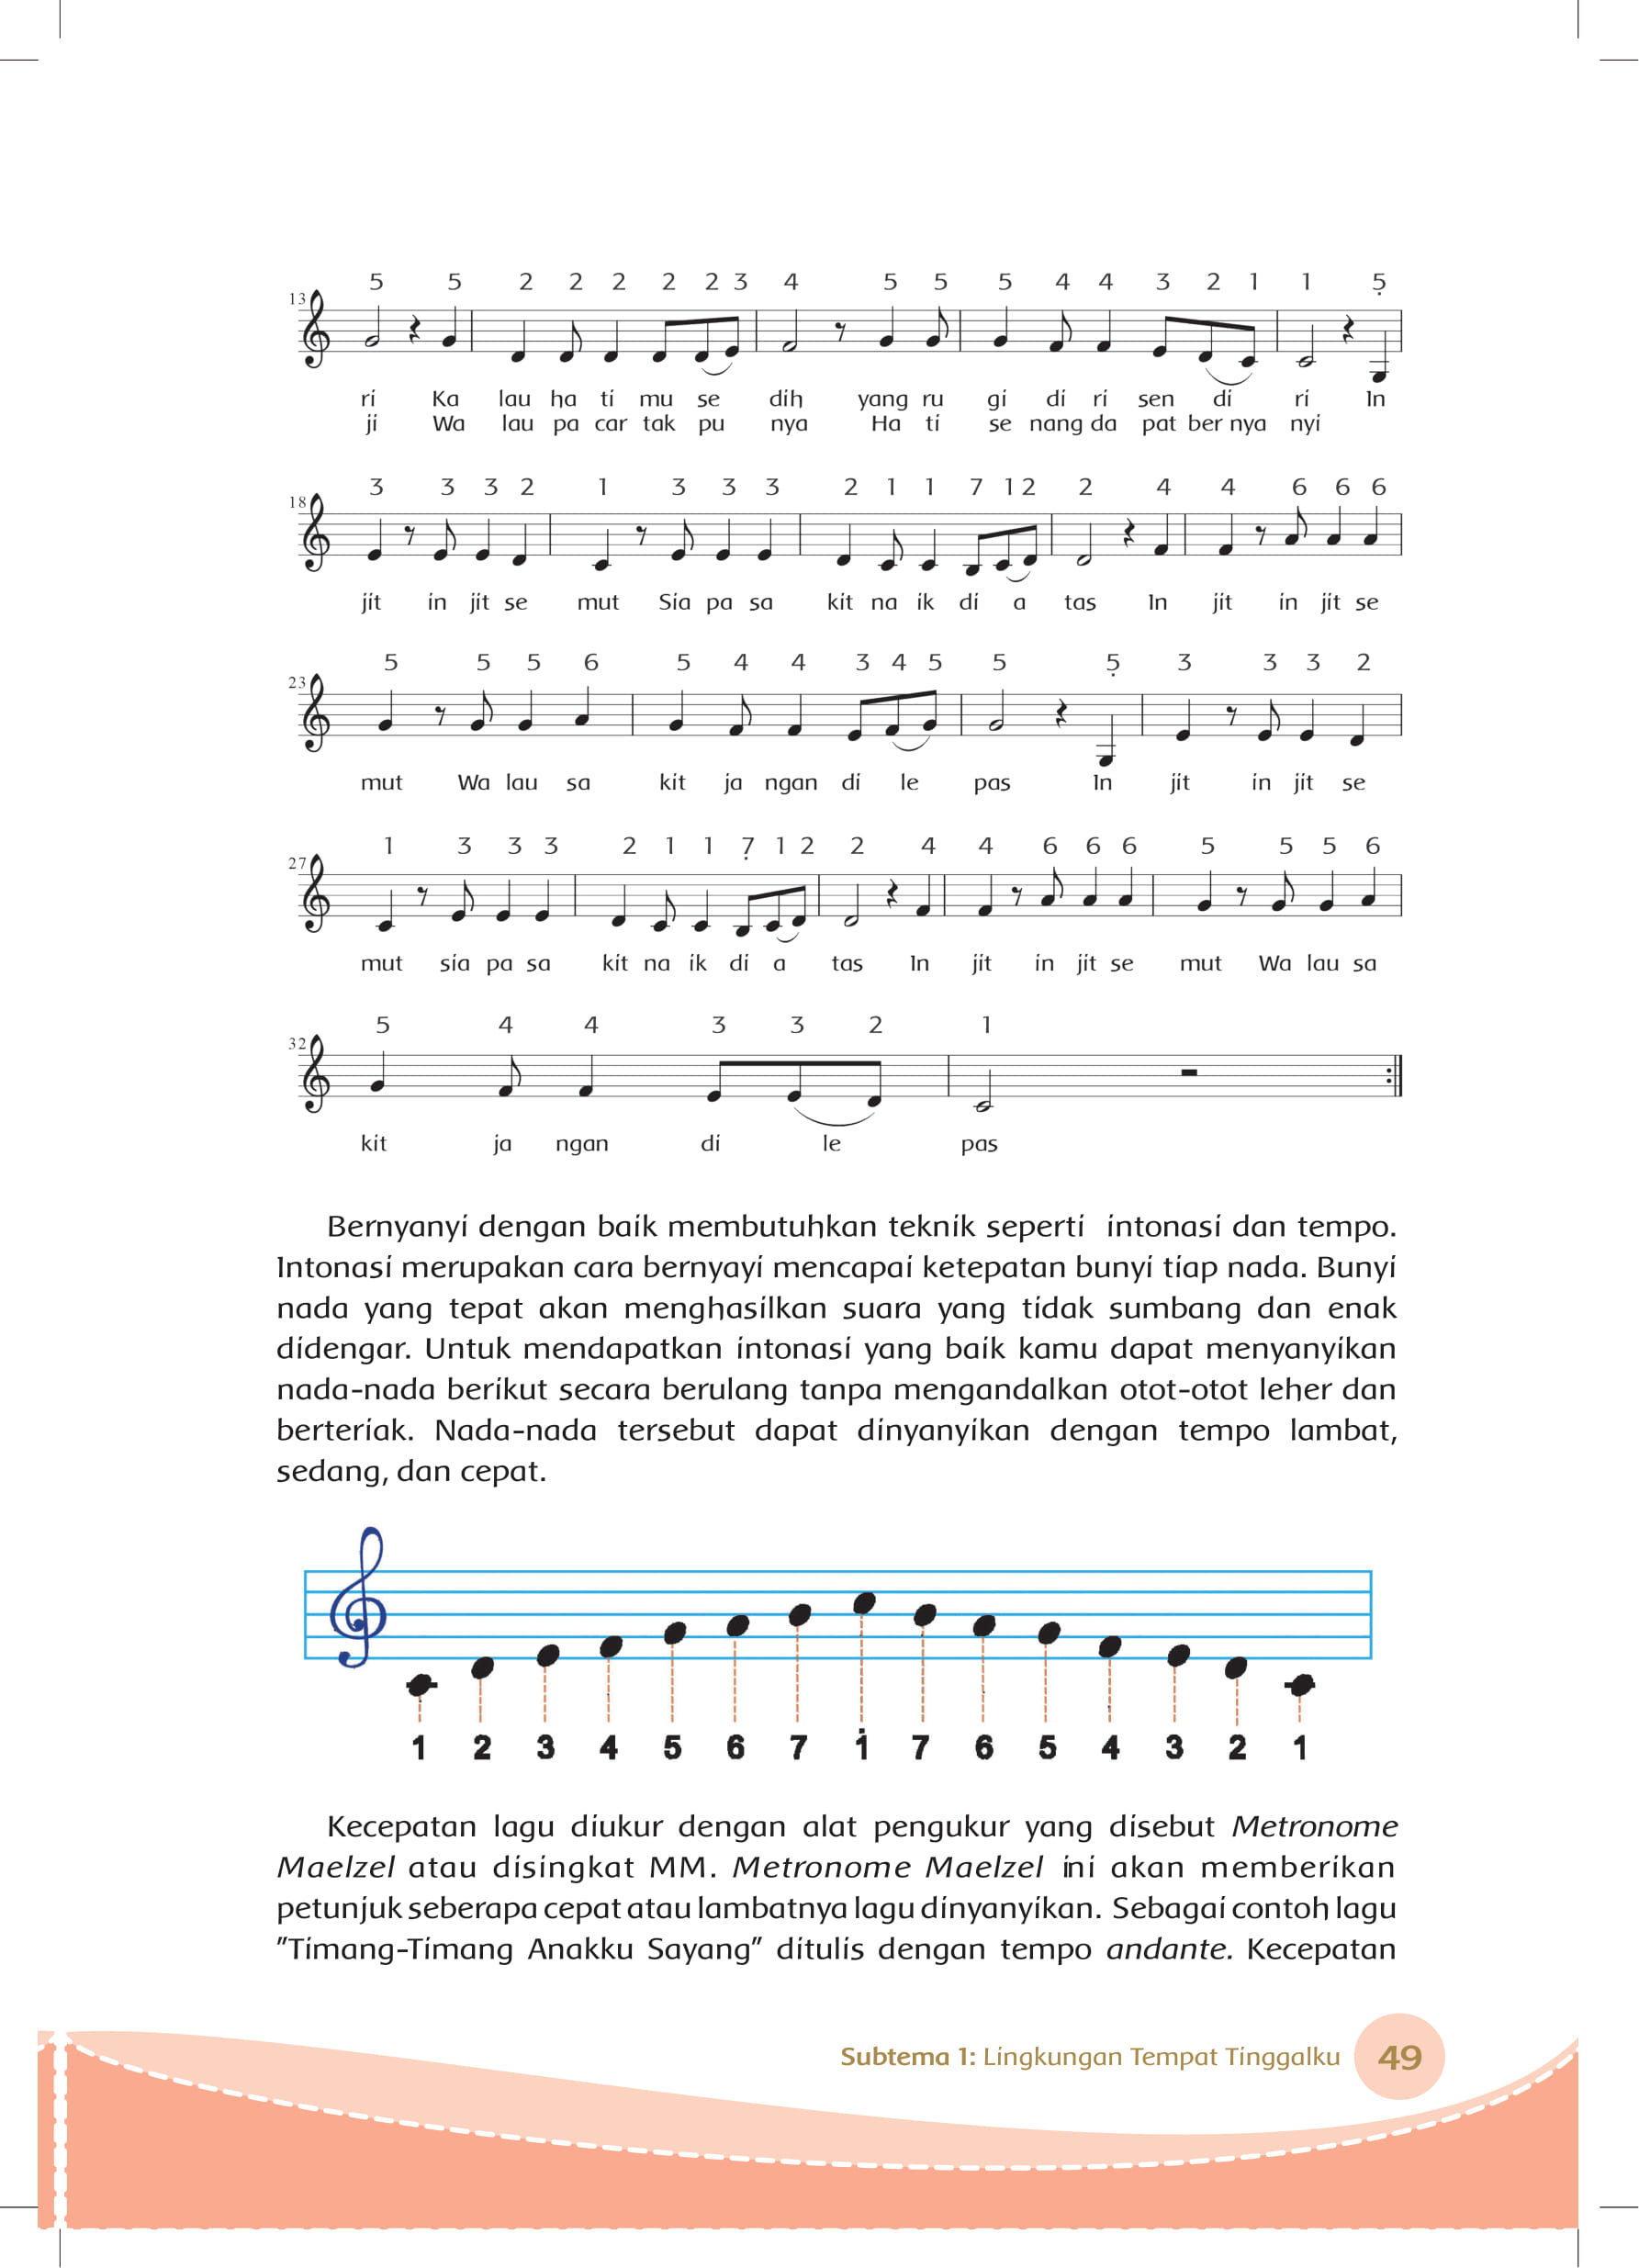 5 5 2 2 2 2 2 3 4 5 5 5 4 4 3 2 1 1 5̣
13
ri Ka lau ha ti mu se dih yang ru gi di ri sen di ri In
ji Wa lau pa car tak pu nya Ha ti se nang da pat ber nya nyi
3 3 3 2 1 3 3 3 2 1 1 7 1 2 2 4 4 6 6 6
18
jit in jit se mut Sia pa sa kit na ik di a tas In jit in jit se
5 5 5 6 5 4 4 3 4 5 5 5̣ 3 3 3 2
23
mut Wa lau sa kit ja ngan di le pas In jit in jit se
1 3 3 3 2 1 1 7̣ 1 2 2 4 4 6 6 6 5 5 5 6
27
mut sia pa sa kit na ik di a tas In jit in jit se mut Wa lau sa
5 4 4 3 3 2 1
32
kit ja ngan di le pas
Bernyanyi dengan baik membutuhkan teknik seperti intonasi dan tempo.
Intonasi merupakan cara bernyayi mencapai ketepatan bunyi tiap nada. Bunyi
nada yang tepat akan menghasilkan suara yang tidak sumbang dan enak
didengar. Untuk mendapatkan intonasi yang baik kamu dapat menyanyikan
nada-nada berikut secara berulang tanpa mengandalkan otot-otot leher dan
berteriak. Nada-nada tersebut dapat dinyanyikan dengan tempo lambat,
sedang, dan cepat.
1 2 3 4 5 6 7 1̇ 7 6 5 4 3 2 1
Kecepatan lagu diukur dengan alat pengukur yang disebut Metronome
Maelzel atau disingkat MM. Metronome Maelzel ini akan memberikan
petunjuk seberapa cepat atau lambatnya lagu dinyanyikan. Sebagai contoh lagu
"Timang-Timang Anakku Sayang" ditulis dengan tempo andante. Kecepatan
Subtema 1: Lingkungan Tempat Tinggalku 49